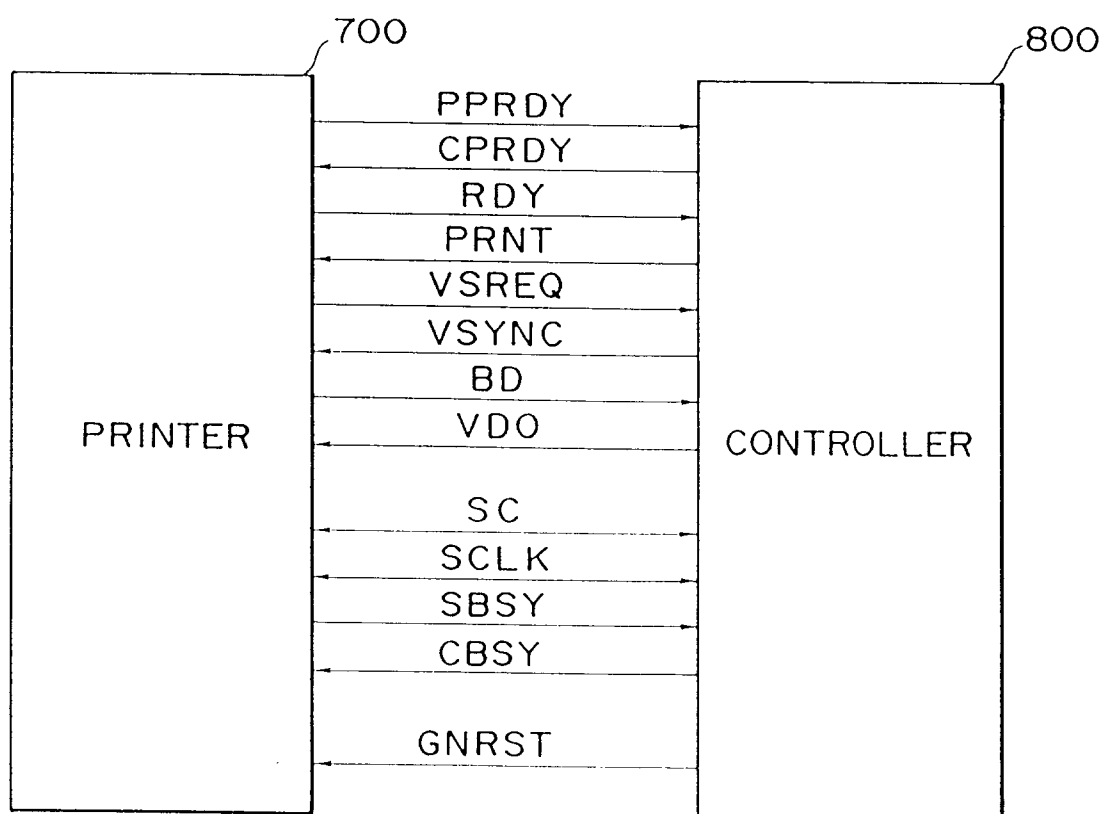 700
800
PPRDY
CPRDY
RDY
PRNT
VSREQ
VSYNC
BD
VDO
PRINTER
CONTROLLER
SC
SCLK
SBSY
CBSY
GNRST